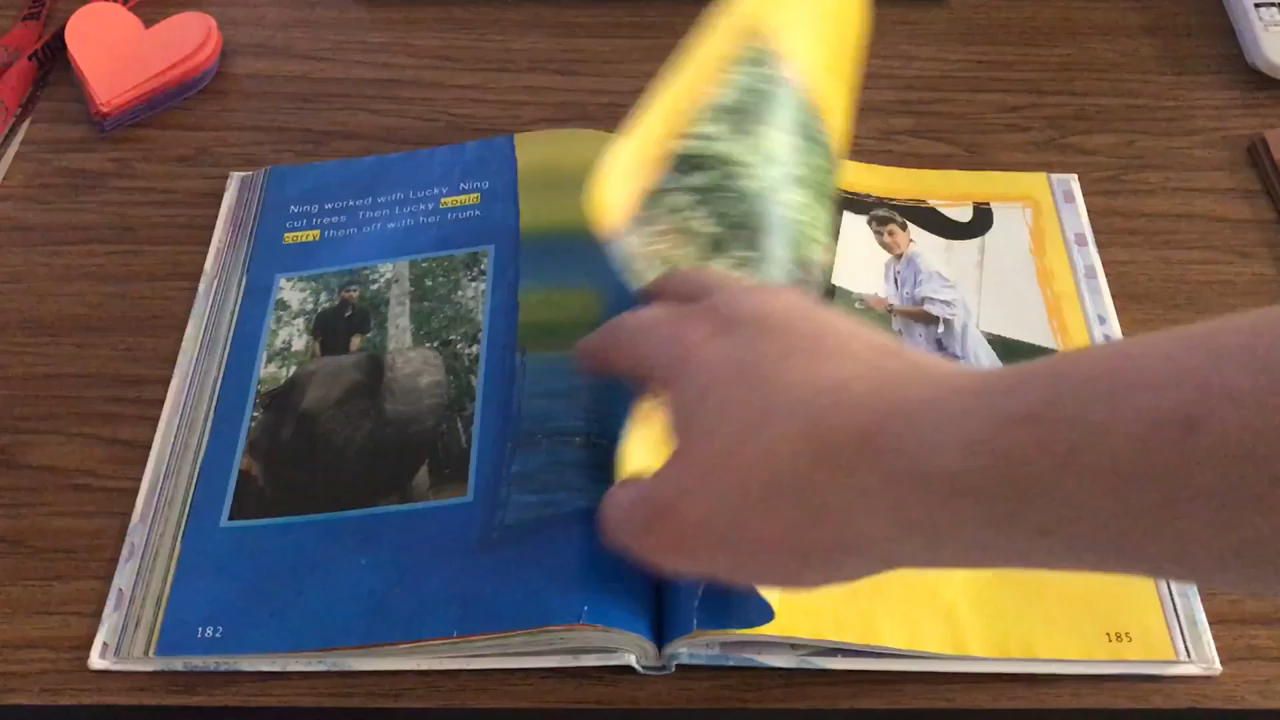 Ning worked with Lucky. Ning
cut trees. Then Lucky would
carry them off with her trunk.
182
185